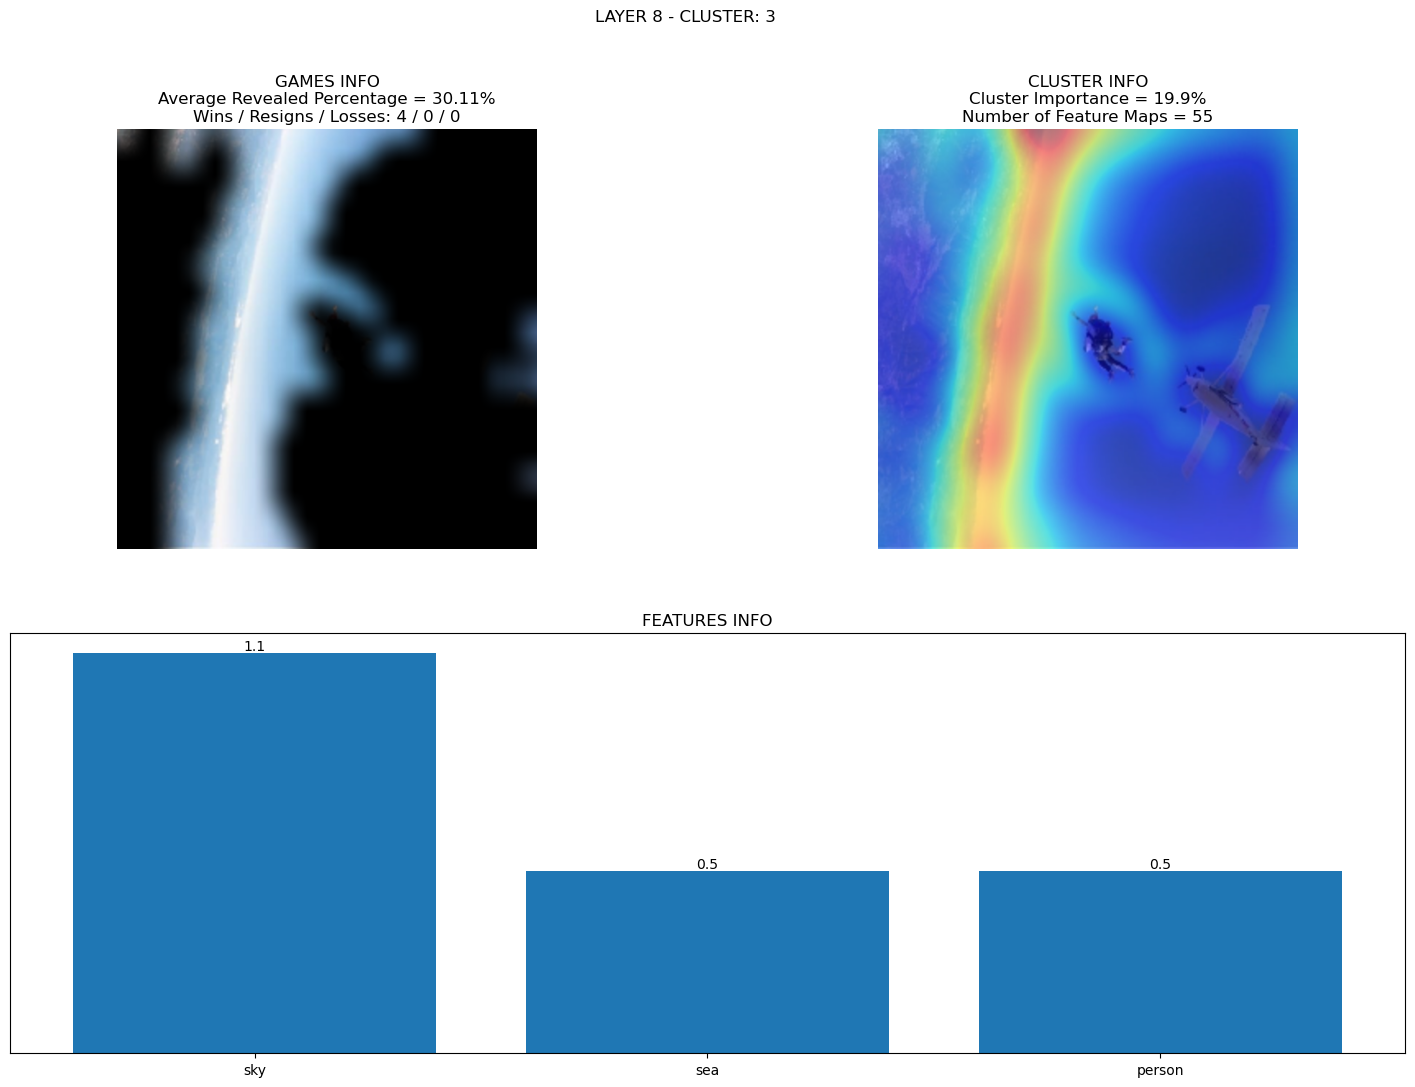 LAYER 8 - CLUSTER: 3
GAMES INFO
Average Revealed Percentage = 30.11%
Wins / Resigns / Losses: 4 / 0 / 0
CLUSTER INFO
Cluster Importance = 19.9%
Number of Feature Maps = 55
FEATURES INFO
1.1
0.5
0.5
sky
sea
person